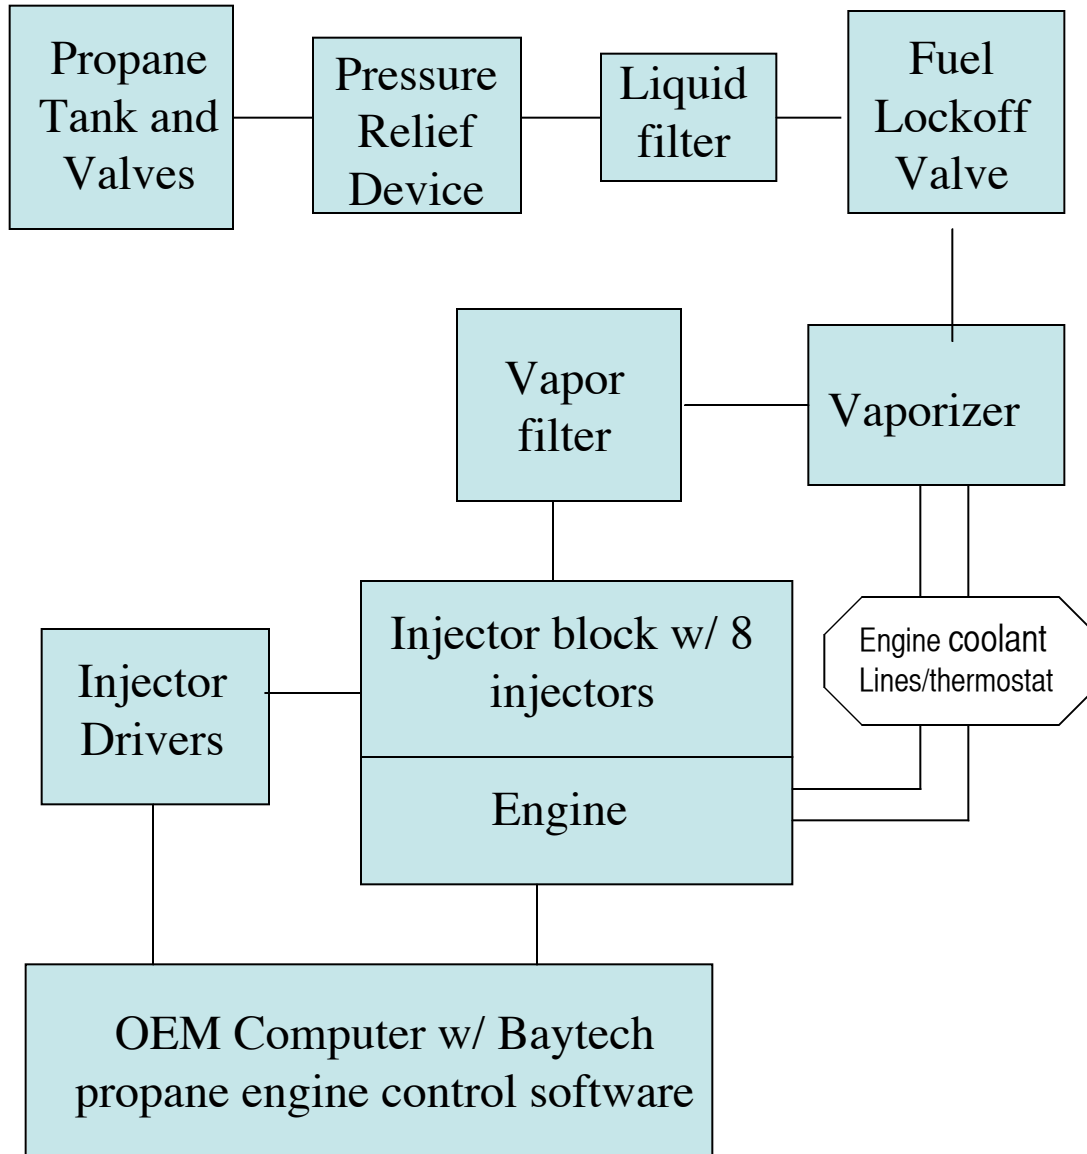 Propane
Tank and
Valves
Pressure
Relief
Device
Liquid
filter
Fuel
Lockoff
Valve
Vapor
filter
Vaporizer
Injector block w/ 8
injectors
Engine coolant
Lines/thermostat
Injector
Drivers
Engine
OEM Computer w/ Baytech
propane engine control software